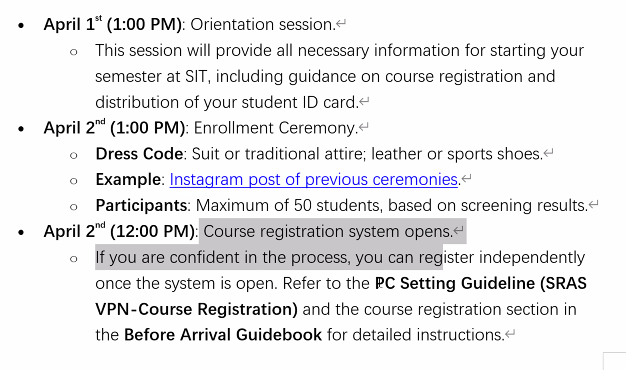 • April 1st (1:00 PM): Orientation session.
○ This session will provide all necessary information for starting your
semester at SIT, including guidance on course registration and
distribution of your student ID card.
• April 2nd (1:00 PM): Enrollment Ceremony.
○ Dress Code: Suit or traditional attire; leather or sports shoes.
○ Example: Instagram post of previous ceremonies.
○ Participants: Maximum of 50 students, based on screening results.
• April 2nd (12:00 PM): Course registration system opens.
○ If you are confident in the process, you can register independently
once the system is open. Refer to the PC Setting Guideline (SRAS
VPN-Course Registration) and the course registration section in
the Before Arrival Guidebook for detailed instructions.